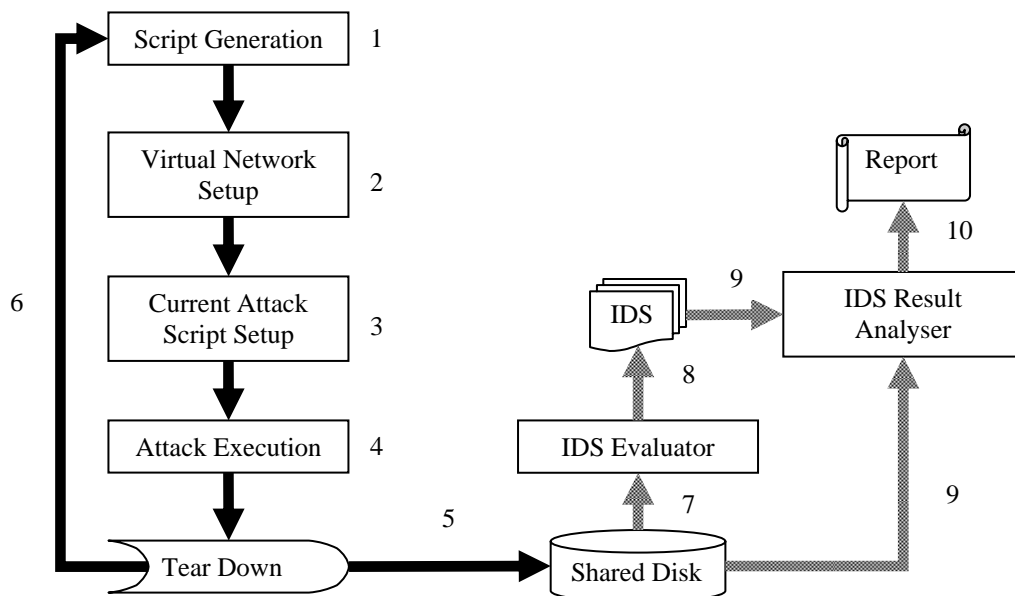 Script Generation
1
Virtual Network
Setup
2
Current Attack
Script Setup
3
Attack Execution
4
Tear Down
5
6
Shared Disk
7
IDS Evaluator
8
IDS
9
9
IDS Result
Analyser
10
Report